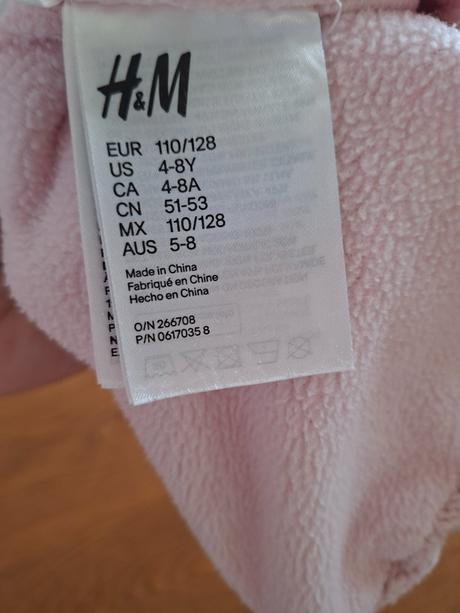 H&M
EUR 110/128
US 4-8Y
CA 4-8A
CN 51-53
MX 110/128
AUS 5-8
Made in China
Fabriqué en Chine
Hecho en China
O/N 266708
P/N 0617035 8